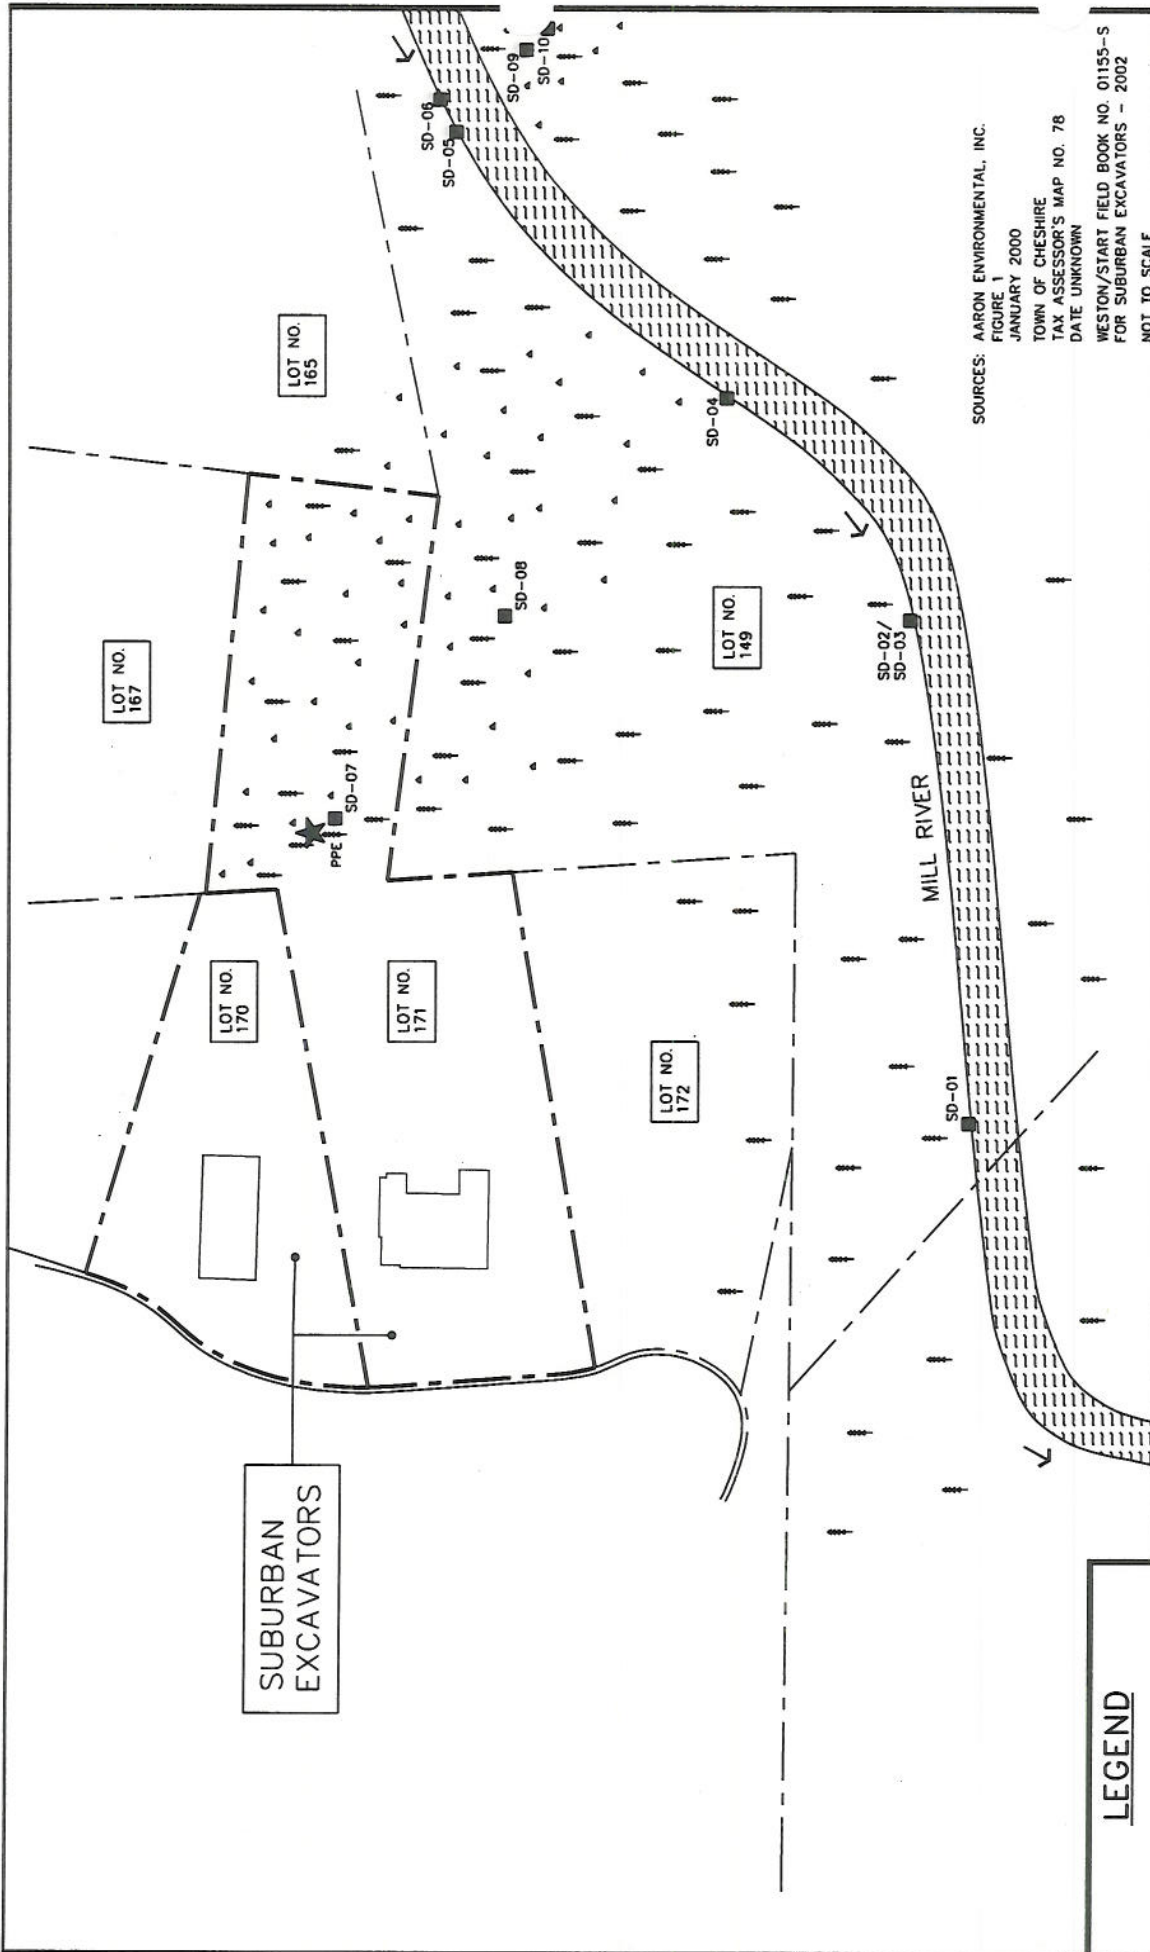 SUBURBAN
EXCAVATORS
LOT NO.
170
LOT NO.
171
LOT NO.
172
LOT NO.
167
LOT NO.
165
LOT NO.
149
PPE
SD-07
SD-08
SD-01
MILL RIVER
SD-02/
SD-03
SD-04
SD-05
SD-06
SD-09
SD-10
LEGEND
SOURCES: AARON ENVIRONMENTAL, INC.
FIGURE 1
JANUARY 2000
TOWN OF CHESHIRE
TAX ASSESSOR'S MAP NO. 78
DATE UNKNOWN
WESTON/START FIELD BOOK NO. 01155-S
FOR SUBURBAN EXCAVATORS - 2002
NOT TO SCALE